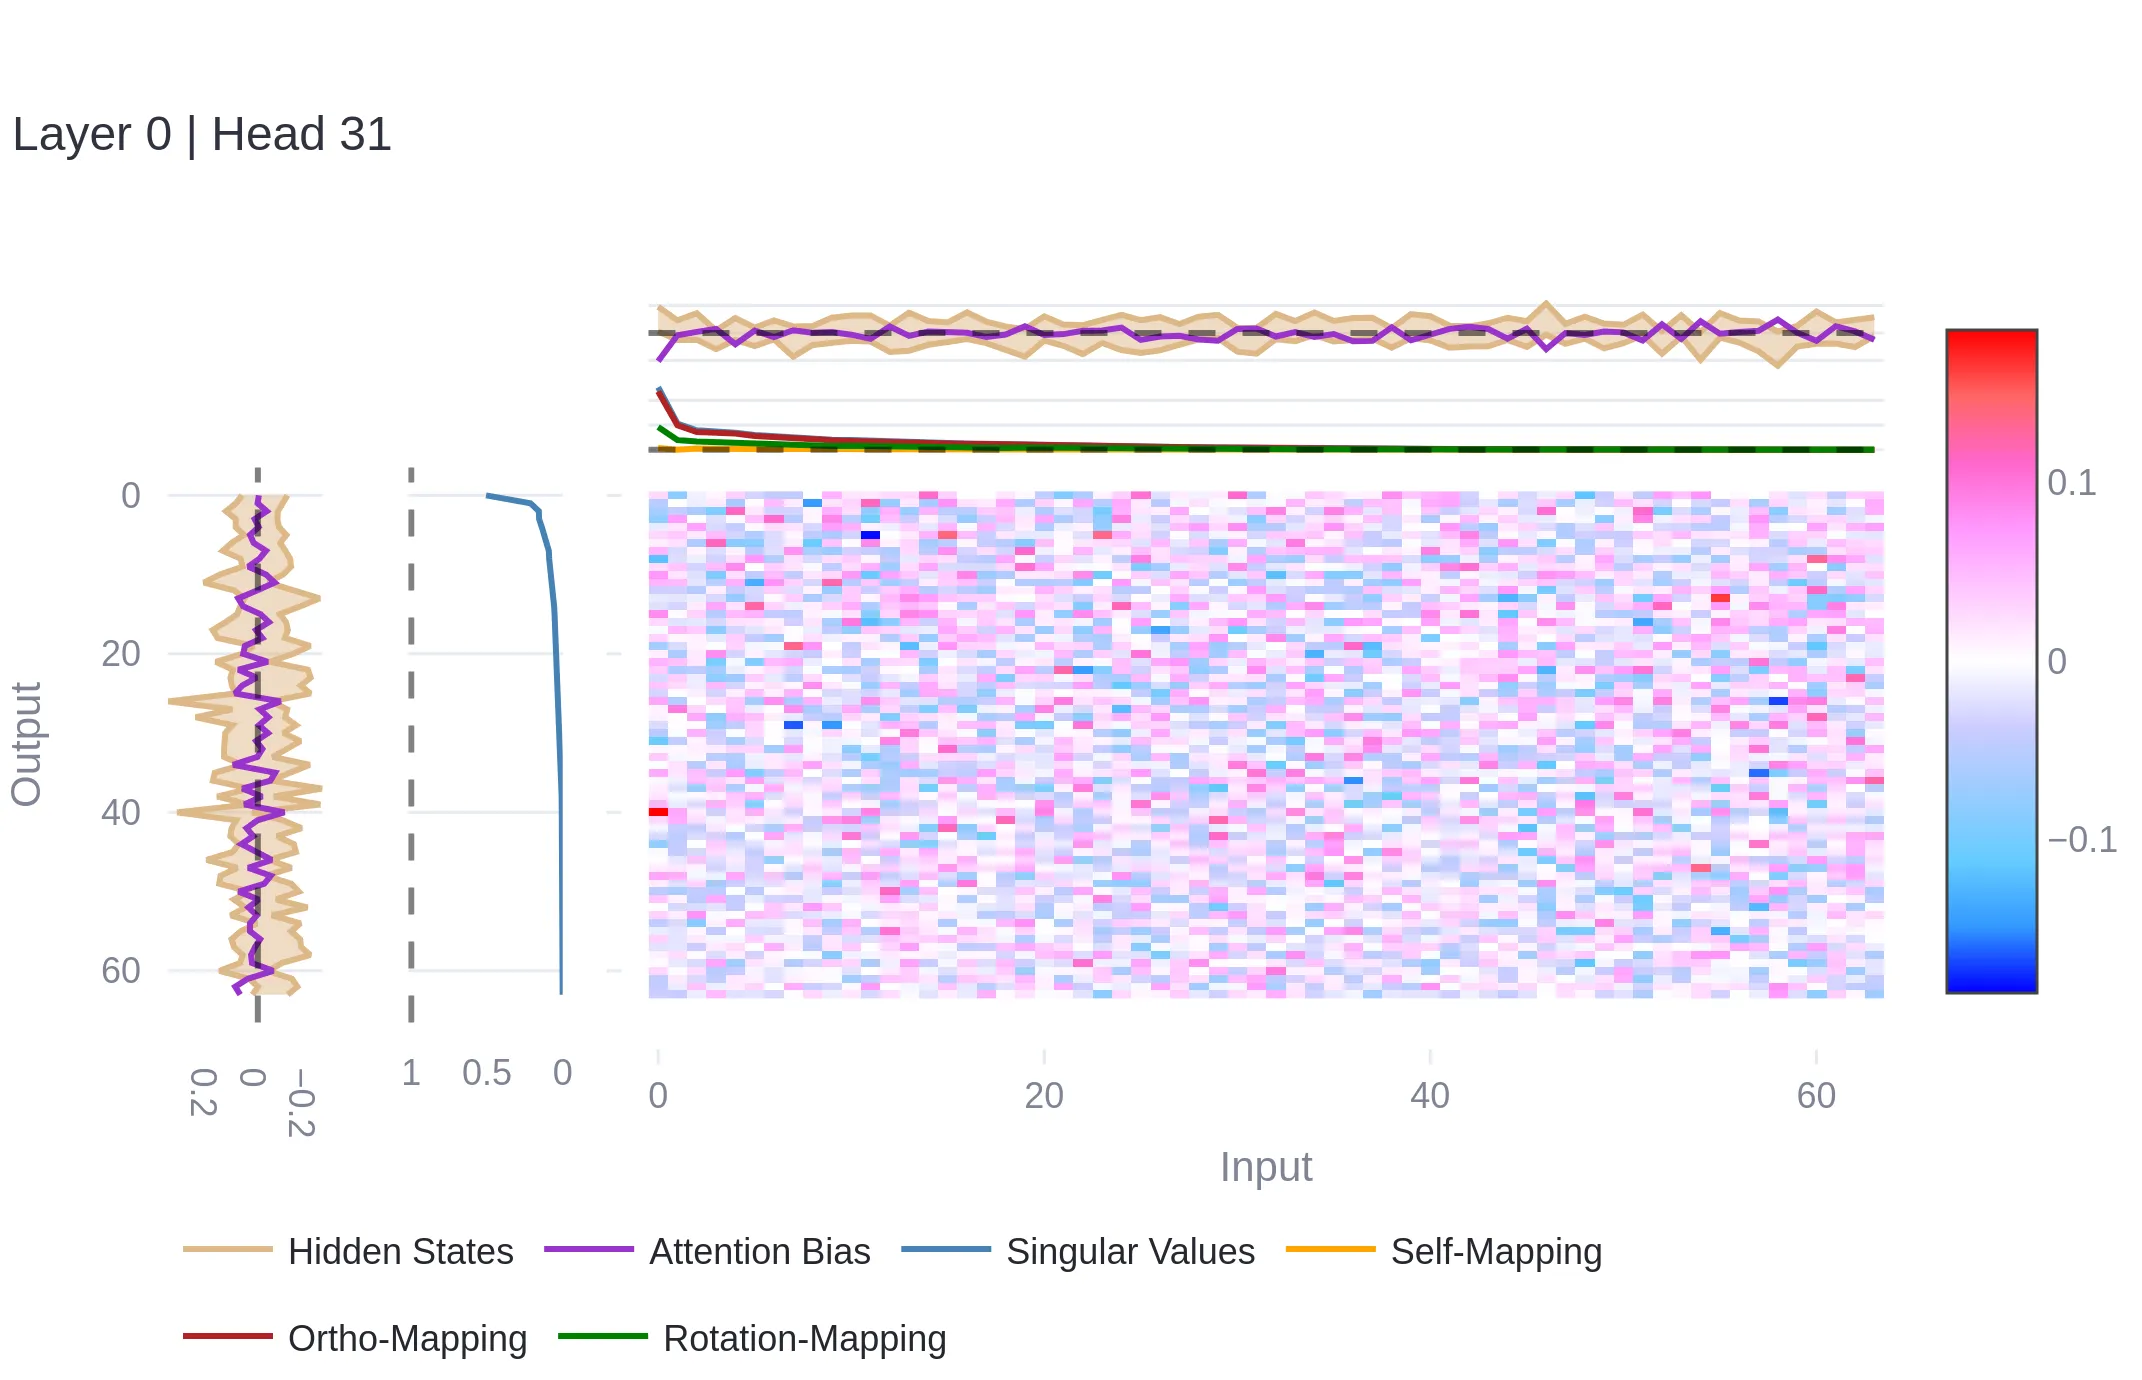 Layer 0 | Head 31
0
20
40
60
Output
0.2
0
−0.2
1
0.5
0
0
20
40
60
Input
0.1
0
−0.1
Hidden States
Attention Bias
Singular Values
Self-Mapping
Ortho-Mapping
Rotation-Mapping